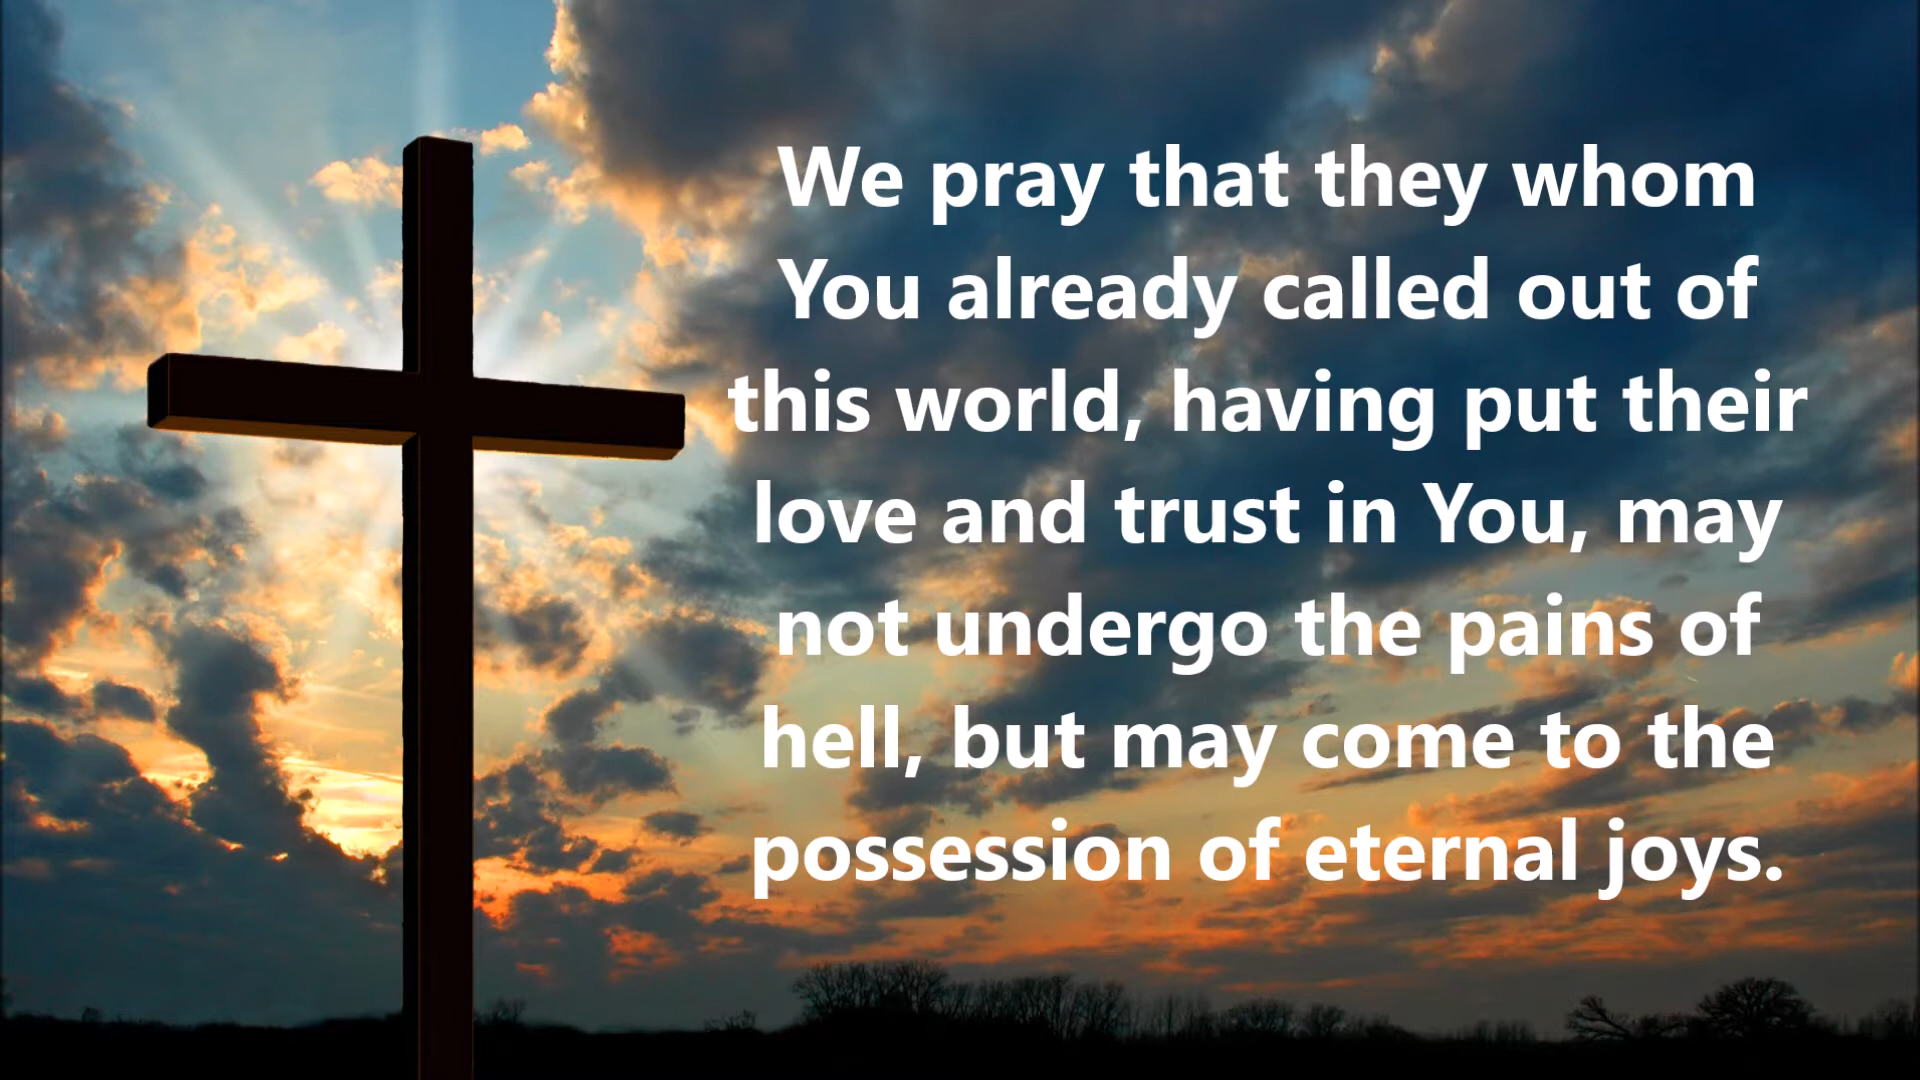 We pray that they whom
You already called out of
this world, having put their
love and trust in You, may
not undergo the pains of
hell, but may come to the
possession of eternal joys.